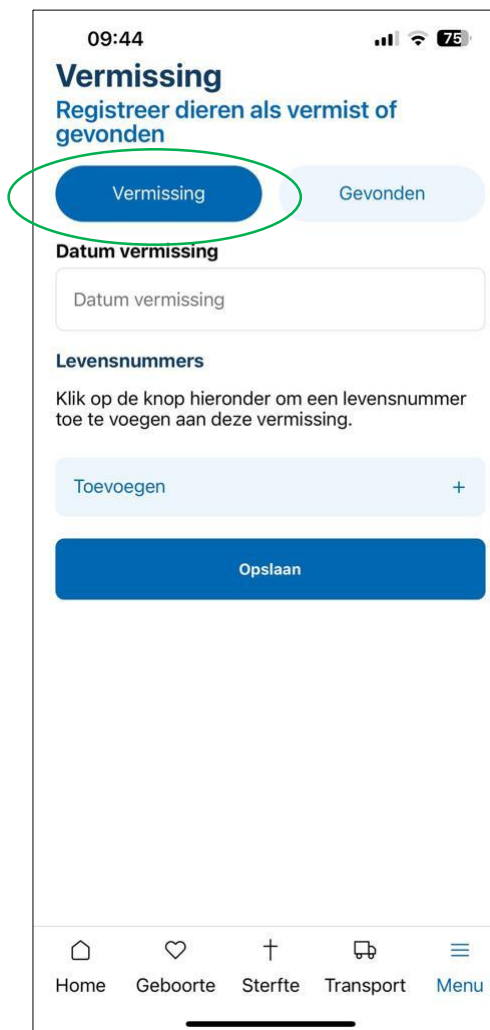 09:44
75
Vermissing
Registreer dieren als vermist of
gevonden
Vermissing
Gevonden
Datum vermissing
Datum vermissing
Levensnummers
Klik op de knop hieronder om een levensnummer
toe te voegen aan deze vermissing.
Toevoegen +
Opslaan
Home Geboorte Sterfte Transport Menu